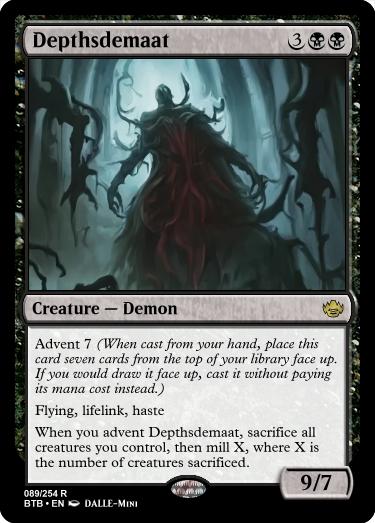 Depthsdemaat 3
Creature — Demon
Advent 7 (When cast from your hand, place this
card seven cards from the top of your library face up.
If you would draw it face up, cast it without paying
its mana cost instead.)
Flying, lifelink, haste
When you advent Depthsdemaat, sacrifice all
creatures you control, then mill X, where X is
the number of creatures sacrificed.
9/7
089/254 R
BTB • EN DALLE-Mini